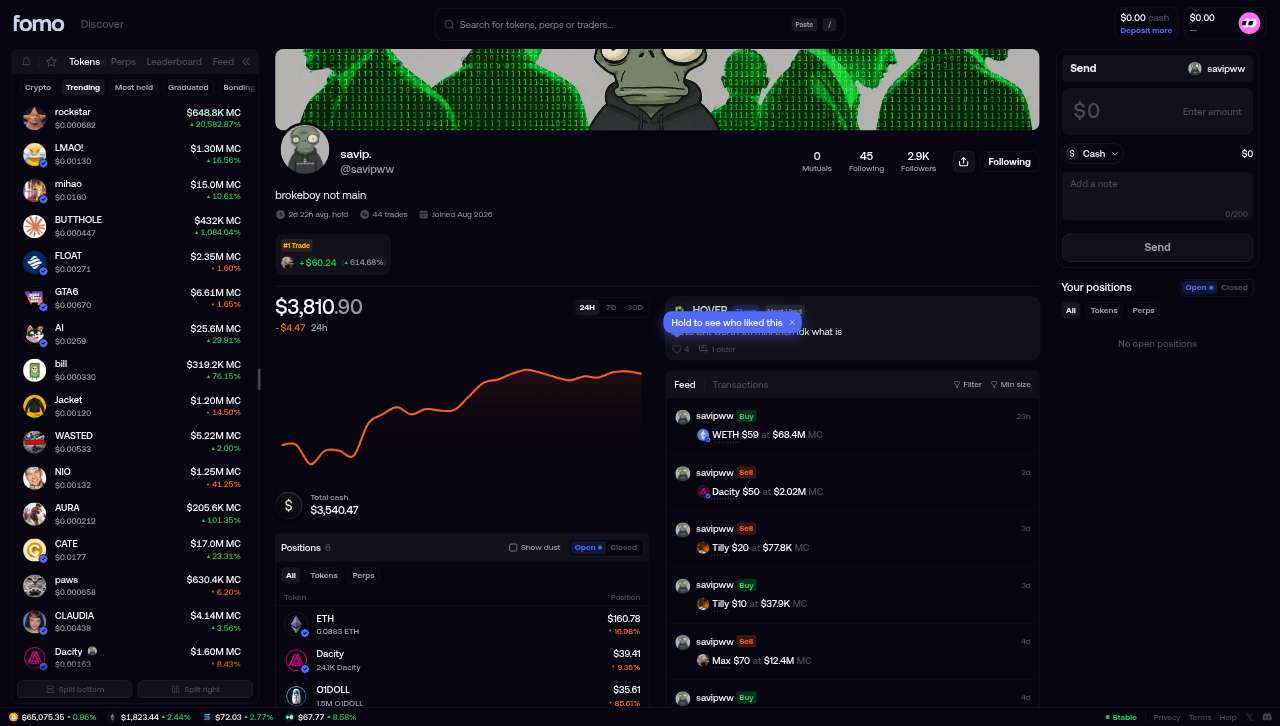 fomo Discover
Search for tokens, perps or traders... Paste /
$0.00 cash
Deposit more
$0.00
—
Tokens Perps Leaderboard Feed
Crypto Trending Most held Graduated Bonding
rockstar $648.8K MC
$0.000682 20,582.87%
LMAO! $1.30M MC
$0.00130 16.56%
mihao $15.0M MC
$0.0160 10.61%
BUTTHOLE $432K MC
$0.000447 1,084.04%
FLOAT $2.35M MC
$0.00271 1.60%
GTA6 $6.61M MC
$0.00670 1.65%
AI $25.6M MC
$0.0259 29.91%
bill $319.2K MC
$0.000330 76.15%
Jacket $1.20M MC
$0.00120 14.50%
WASTED $5.22M MC
$0.00533 2.00%
NIO $1.25M MC
$0.00132 41.25%
AURA $205.6K MC
$0.000212 101.35%
CATE $17.0M MC
$0.0177 23.31%
paws $630.4K MC
$0.000658 6.20%
CLAUDIA $4.14M MC
$0.00438 3.56%
Dacity $1.60M MC
$0.00163 8.43%
Split bottom Split right
savip.
@savipww
0 45 2.9K
Mutuals Following Followers
Following
brokeboy not main
2d 22h avg. hold 44 trades Joined Aug 2026
#1 Trade
+$60.24 614.68%
$3,810.90
24H 7D 30D
-$4.47 24h
$
Total cash
$3,540.47
Positions 6 Show dust Open Closed
All Tokens Perps
Token Position
ETH $160.78
0.0883 ETH 16.98%
Dacity $39.41
24.1K Dacity 9.35%
O1DOLL $35.61
1.5M O1DOLL 85.61%
HOVER
Hold to see who liked this ×
idk what is
4 1 older
Feed Transactions Filter Min size
savipww Buy 23h
WETH $59 at $68.4M MC
savipww Sell 2d
Dacity $50 at $2.02M MC
savipww Sell 3d
Tilly $20 at $77.8K MC
savipww Buy 3d
Tilly $10 at $37.9K MC
savipww Sell 4d
Max $70 at $12.4M MC
savipww Buy 4d
Send savipww
$0 Enter amount
$ Cash $0
Add a note
0/200
Send
Your positions Open Closed
All Tokens Perps
No open positions
$65,075.35 0.96% $1,823.44 2.44% $72.03 2.77% $67.77 8.58%
Stable Privacy Terms Help